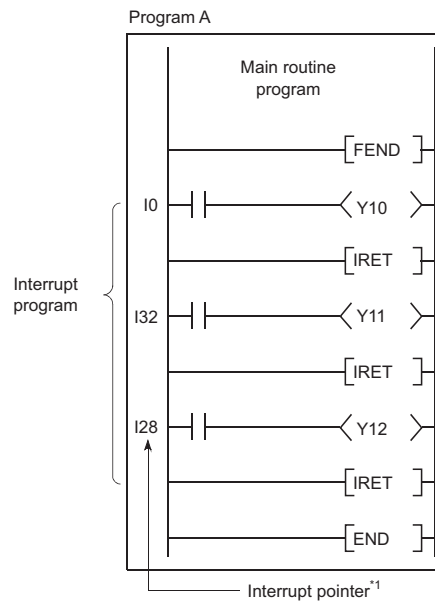 Program A
Main routine
program
FEND
I0 Y10
IRET
Interrupt
program
I32 Y11
IRET
I28 Y12
IRET
END
Interrupt pointer*1